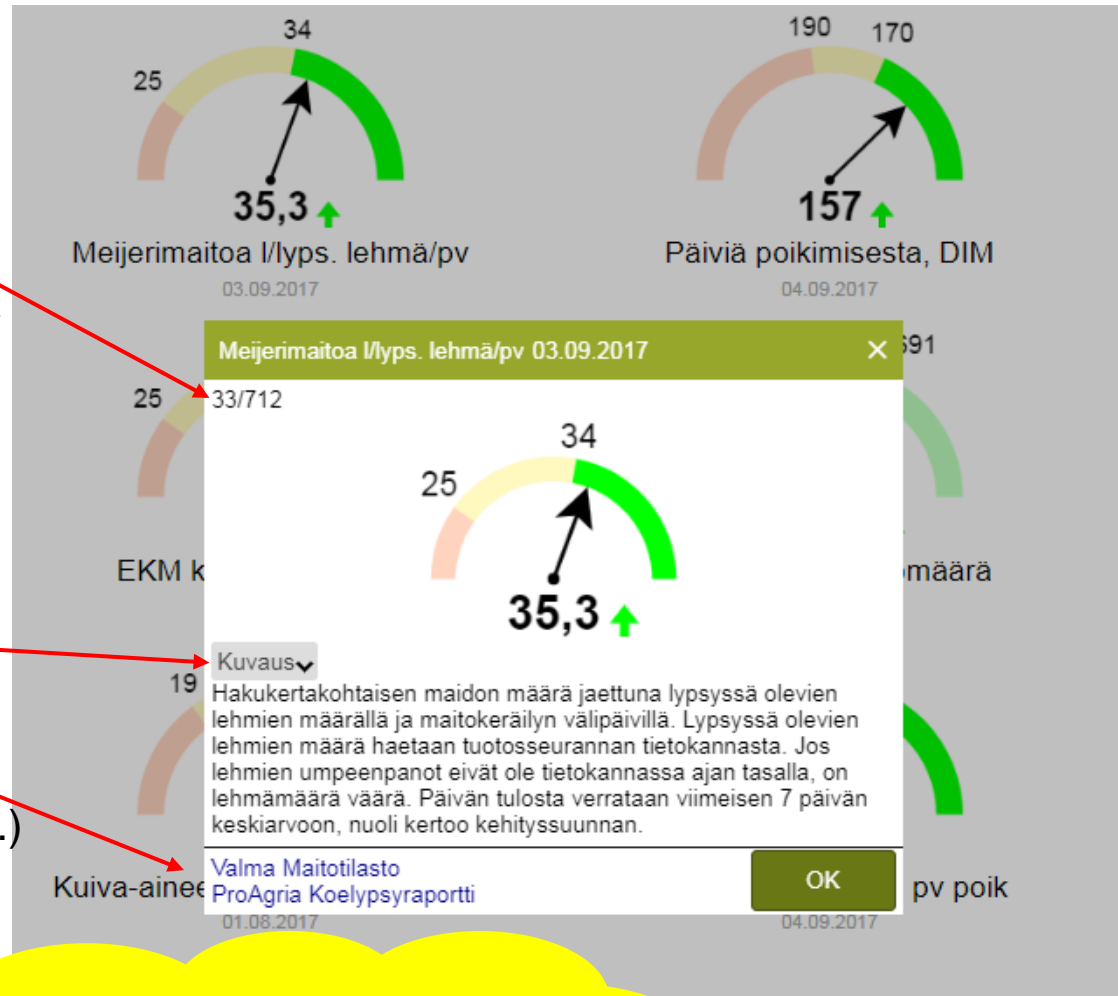 34
25
35,3
Meijerimaitoa l/lyps. lehmä/pv
03.09.2017
190 170
157
Päiviä poikimisesta, DIM
04.09.2017
Meijerimaitoa l/lyps. lehmä/pv 03.09.2017 ×
691
25
33/712
34
25
35,3
EKM k
määrä
Kuvaus
19
Hakukertakohtaisen maidon määrä jaettuna lypsyssä olevien
lehmien määrällä ja maitokeräilyn välipäivillä. Lypsyssä olevien
lehmien määrä haetaan tuotosseurannan tietokannasta. Jos
lehmien umpeenpanot eivät ole tietokannassa ajan tasalla, on
lehmämäärä väärä. Päivän tulosta verrataan viimeisen 7 päivän
keskiarvoon, nuoli kertoo kehityssuunnan.
.)
Valma Maitotilasto
ProAgria Koelypsyraportti
OK
Kuiva-ainee
pv poik
01.08.2017
04.09.2017